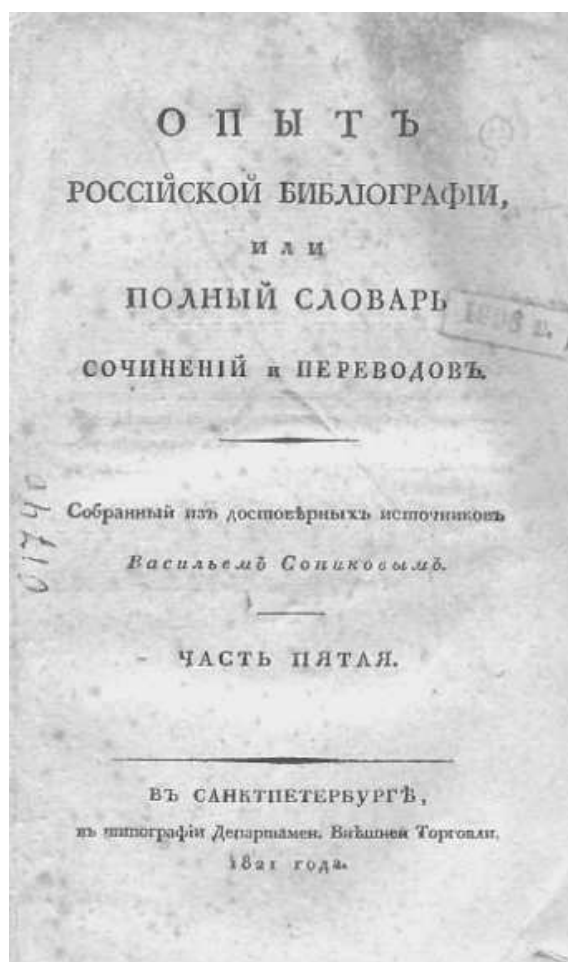 ОПЫТЪ
РОССІЙСКОЙ БИБЛІОГРАФІИ,
ИЛИ
ПОЛНЫЙ СЛОВАРЬ
СОЧИНЕНІЙ и ПЕРЕВОДОВЪ.
Собранный изъ достовѣрныхъ источниковъ
Васильемъ Сопиковымъ.
ЧАСТЬ ПЯТАЯ.
ВЪ САНКТПЕТЕРБУРГѢ,
въ типографіи Департамен. Внѣшней Торговли,
1821 года.
01740